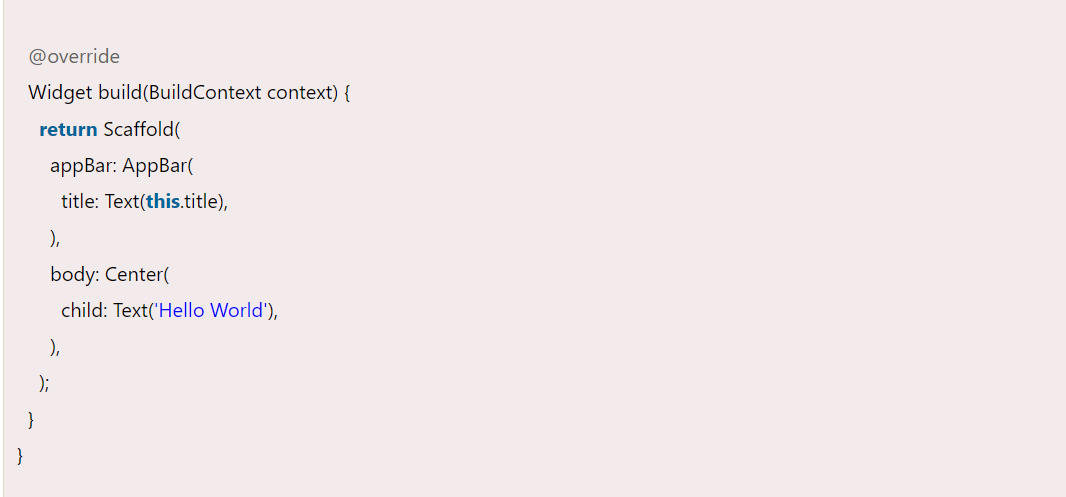 @override
Widget build(BuildContext context) {
return Scaffold(
appBar: AppBar(
title: Text(this.title),
),
body: Center(
child: Text('Hello World'),
),
);
}
}